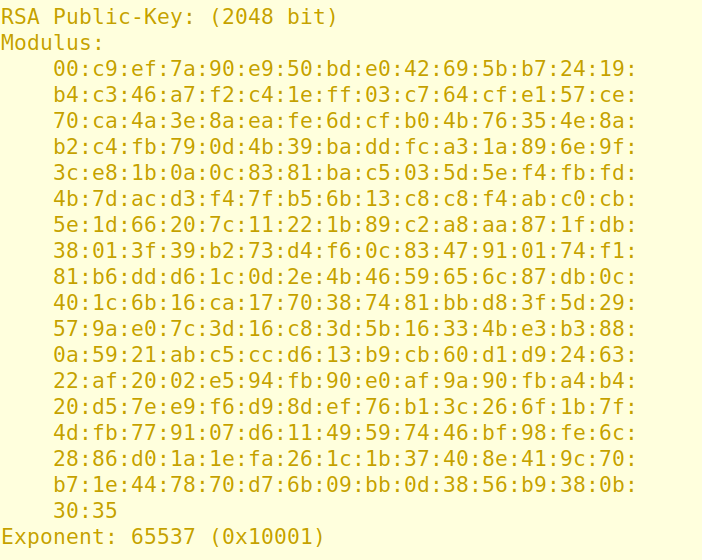 RSA Public-Key: (2048 bit)
Modulus:
    00:c9:ef:7a:90:e9:50:bd:e0:42:69:5b:b7:24:19:
    b4:c3:46:a7:f2:c4:1e:ff:03:c7:64:cf:e1:57:ce:
    70:ca:4a:3e:8a:ea:fe:6d:cf:b0:4b:76:35:4e:8a:
    b2:c4:fb:79:0d:4b:39:ba:dd:fc:a3:1a:89:6e:9f:
    3c:e8:1b:0a:0c:83:81:ba:c5:03:5d:5e:f4:fb:fd:
    4b:7d:ac:d3:f4:7f:b5:6b:13:c8:c8:f4:ab:c0:cb:
    5e:1d:66:20:7c:11:22:1b:89:c2:a8:aa:87:1f:db:
    38:01:3f:39:b2:73:d4:f6:0c:83:47:91:01:74:f1:
    81:b6:dd:d6:1c:0d:2e:4b:46:59:65:6c:87:db:0c:
    40:1c:6b:16:ca:17:70:38:74:81:bb:d8:3f:5d:29:
    57:9a:e0:7c:3d:16:c8:3d:5b:16:33:4b:e3:b3:88:
    0a:59:21:ab:c5:cc:d6:13:b9:cb:60:d1:d9:24:63:
    22:af:20:02:e5:94:fb:90:e0:af:9a:90:fb:a4:b4:
    20:d5:7e:e9:f6:d9:8d:ef:76:b1:3c:26:6f:1b:7f:
    4d:fb:77:91:07:d6:11:49:59:74:46:bf:98:fe:6c:
    28:86:d0:1a:1e:fa:26:1c:1b:37:40:8e:41:9c:70:
    b7:1e:44:78:70:d7:6b:09:bb:0d:38:56:b9:38:0b:
    30:35
Exponent: 65537 (0x10001)